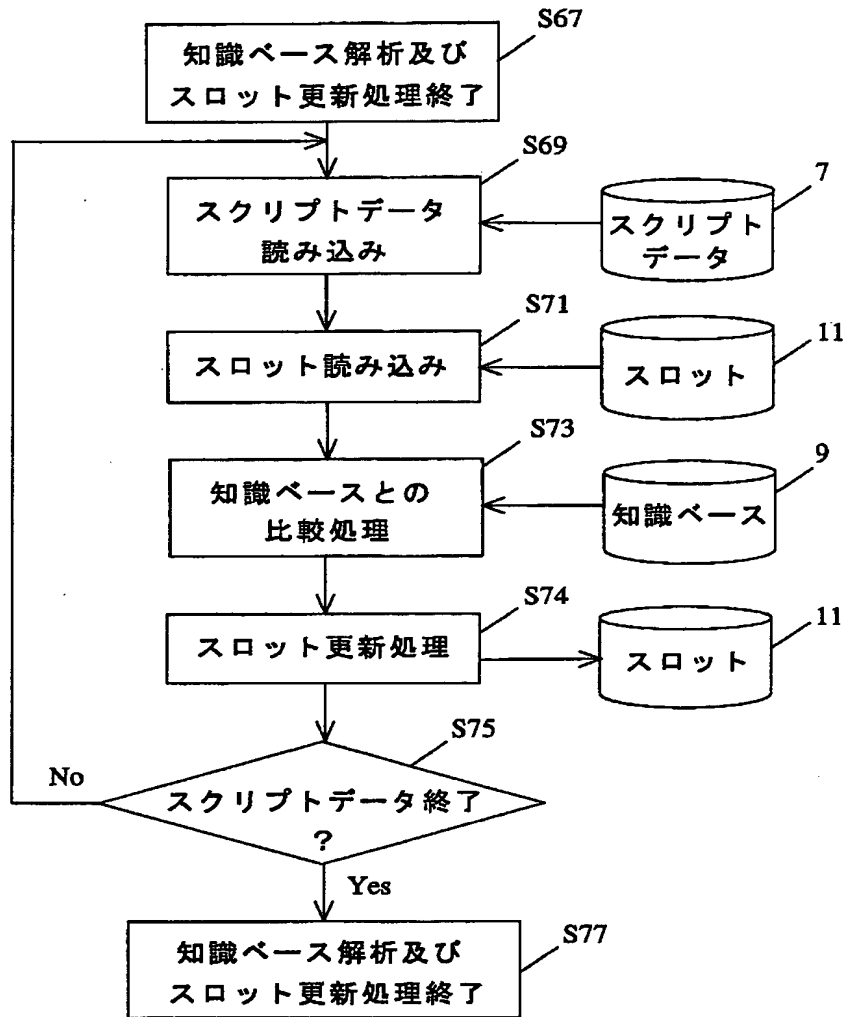 S67
知識ベース解析及び
スロット更新処理終了
S69
スクリプトデータ
読み込み
7
スクリプト
データ
S71
スロット読み込み
11
スロット
S73
知識ベースとの
比較処理
9
知識ベース
S74
スロット更新処理
11
スロット
S75
No
スクリプトデータ終了
?
Yes
S77
知識ベース解析及び
スロット更新処理終了